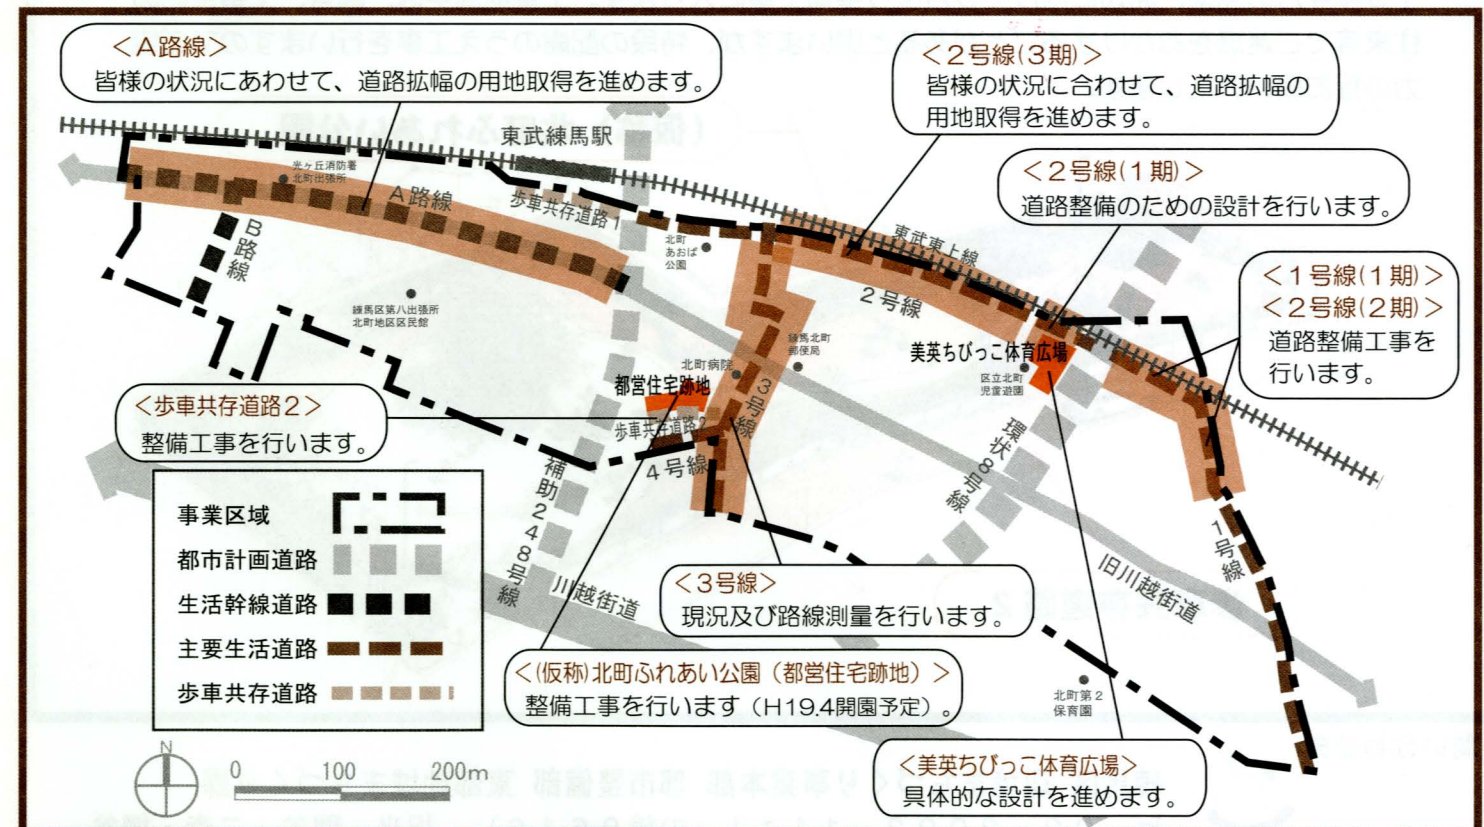 ＜A路線＞
皆様の状況にあわせて、道路拡幅の用地取得を進めます。
＜2号線(3期)＞
皆様の状況に合わせて、道路拡幅の
用地取得を進めます。
＜2号線(1期)＞
道路整備のための設計を行います。
＜1号線(1期)＞
＜2号線(2期)＞
道路整備工事を
行います。
東武練馬駅
光ヶ丘消防署
北町出張所
A路線
歩車共存道路1
B路線
北町
あおば
公園
東武東上線
2号線
練馬区第八出張所
北町地区区民館
練馬北町
郵便局
北町病院
都営住宅跡地
3号線
美英ちびっこ体育広場
区立北町
児童遊園
＜歩車共存道路2＞
整備工事を行います。
歩車共存道路2
4号線
補助248号線
環状8号線
1号線
川越街道
旧川越街道
＜3号線＞
現況及び路線測量を行います。
＜(仮称)北町ふれあい公園（都営住宅跡地）＞
整備工事を行います（H19.4開園予定）。
北町第2
保育園
＜美英ちびっこ体育広場＞
具体的な設計を進めます。
事業区域
都市計画道路
生活幹線道路
主要生活道路
歩車共存道路
N
0 100 200m